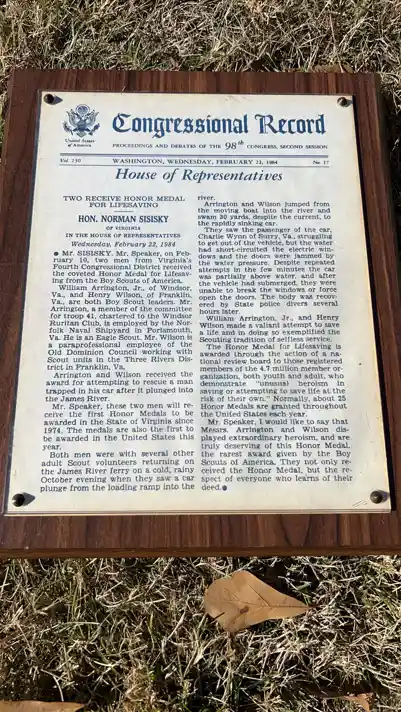 United States
of America
Congressional Record
PROCEEDINGS AND DEBATES OF THE 98th CONGRESS, SECOND SESSION
Vol. 130
WASHINGTON, WEDNESDAY, FEBRUARY 22, 1984
No. 17
House of Representatives
TWO RECEIVE HONOR MEDAL
FOR LIFESAVING
HON. NORMAN SISISKY
OF VIRGINIA
IN THE HOUSE OF REPRESENTATIVES
Wednesday, February 22, 1984
● Mr. SISISKY. Mr. Speaker, on Feb-
ruary 10, two men from Virginia's
Fourth Congressional District received
the coveted Honor Medal for Lifesav-
ing from the Boy Scouts of America.
William Arrington, Jr., of Windsor,
Va., and Henry Wilson, of Franklin,
Va., are both Boy Scout leaders. Mr.
Arrington, a member of the committee
for troop 41, chartered to the Windsor
Ruritan Club, is employed by the Nor-
folk Naval Shipyard in Portsmouth,
Va. He is an Eagle Scout. Mr. Wilson is
a paraprofessional employee of the
Old Dominion Council working with
Scout units in the Three Rivers Dis-
trict in Franklin, Va.
Arrington and Wilson received the
award for attempting to rescue a man
trapped in his car after it plunged into
the James River.
Mr. Speaker, these two men will re-
ceive the first Honor Medals to be
awarded in the State of Virginia since
1974. The medals are also the first to
be awarded in the United States this
year.
Both men were with several other
adult Scout volunteers returning on
the James River ferry on a cold, rainy
October evening when they saw a car
plunge from the loading ramp into the
river.
Arrington and Wilson jumped from
the moving boat into the river and
swam 30 yards, despite the current, to
the rapidly sinking car.
They saw the passenger of the car,
Charlie Wynn of Surry, Va., struggling
to get out of the vehicle, but the water
had short-circuited the electric win-
dows and the doors were jammed by
the water pressure. Despite repeated
attempts in the few minutes the car
was partially above water, and after
the vehicle had submerged, they were
unable to break the windows or force
open the doors. The body was recov-
ered by State police divers several
hours later.
William Arrington, Jr., and Henry
Wilson made a valiant attempt to save
a life and in doing so exemplified the
Scouting tradition of selfless service.
The Honor Medal for Lifesaving is
awarded through the action of a na-
tional review board to those registered
members of the 4.7 million member or-
ganization, both youth and adult, who
demonstrate "unusual heroism in
saving or attempting to save life at the
risk of their own." Normally, about 25
Honor Medals are granted throughout
the United States each year.
Mr. Speaker, I would like to say that
Messrs. Arrington and Wilson dis-
played extraordinary heroism, and are
truly deserving of this Honor Medal,
the rarest award given by the Boy
Scouts of America. They not only re-
ceived the Honor Medal, but the re-
spect of everyone who learns of their
deed.●